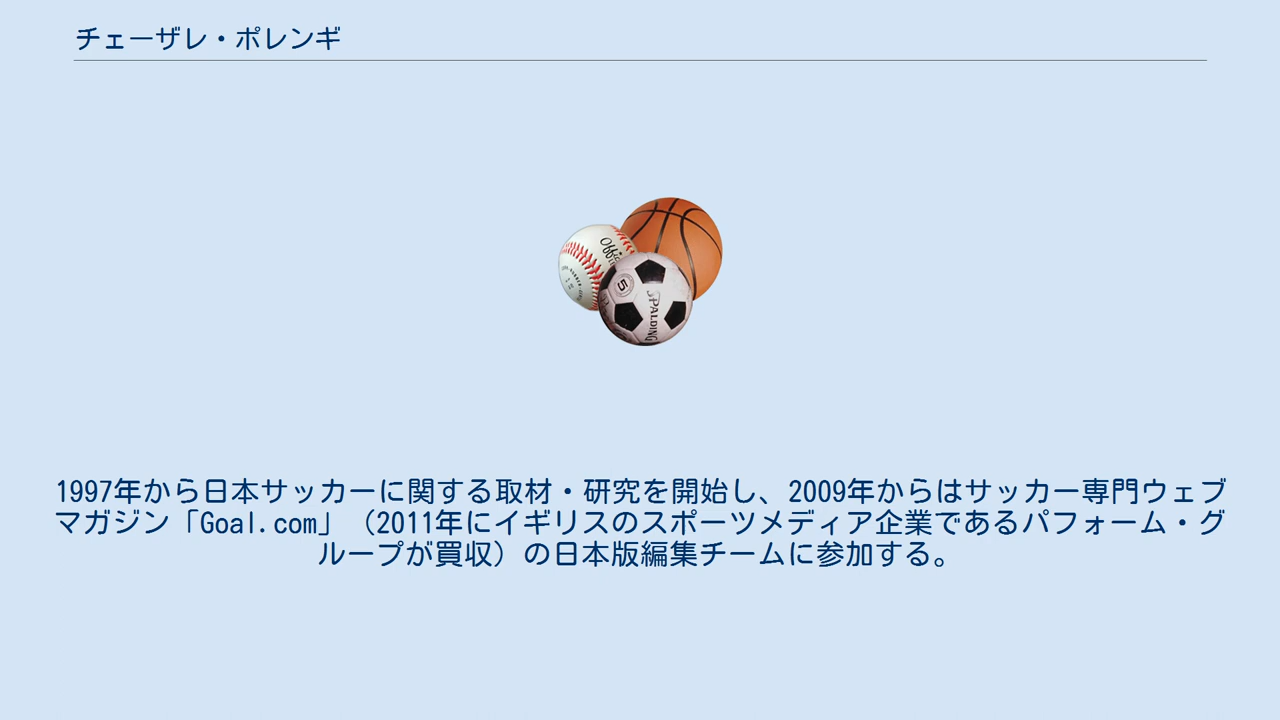 チェーザレ・ポレンギ
5
SPALDING
1997年から日本サッカーに関する取材・研究を開始し、2009年からはサッカー専門ウェブ
マガジン「Goal.com」（2011年にイギリスのスポーツメディア企業であるパフォーム・グ
ループが買収）の日本版編集チームに参加する。